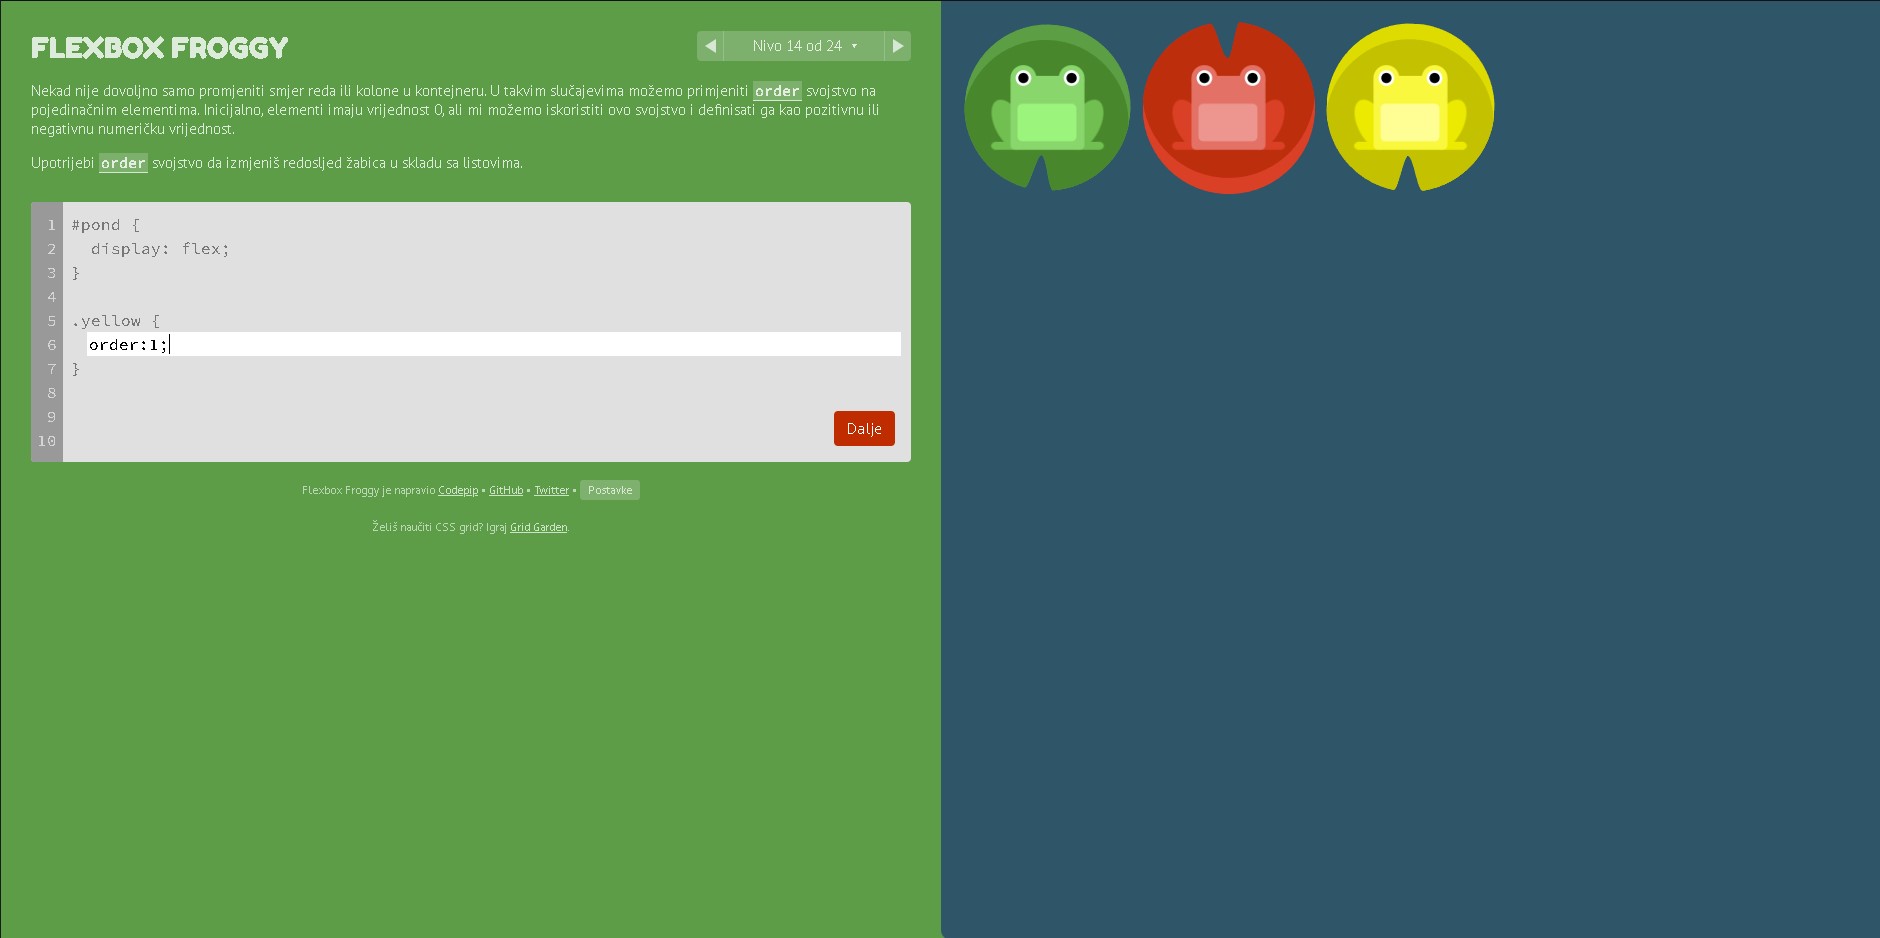 FLEXBOX FROGGY
◀ Nivo 14 od 24 ▾ ▶
Nekad nije dovoljno samo promjeniti smjer reda ili kolone u kontejneru. U takvim slučajevima možemo primjeniti order svojstvo na
pojedinačnim elementima. Inicijalno, elementi imaju vrijednost 0, ali mi možemo iskoristiti ovo svojstvo i definisati ga kao pozitivnu ili
negativnu numeričku vrijednost.
Upotrijebi order svojstvo da izmjeniš redosljed žabica u skladu sa listovima.
1 #pond {
2 display: flex;
3 }
4
5 .yellow {
6 order:1;
7 }
8
9
10
Dalje
Flexbox Froggy je napravio Codepip • GitHub • Twitter • Postavke
Želiš naučiti CSS grid? Igraj Grid Garden.